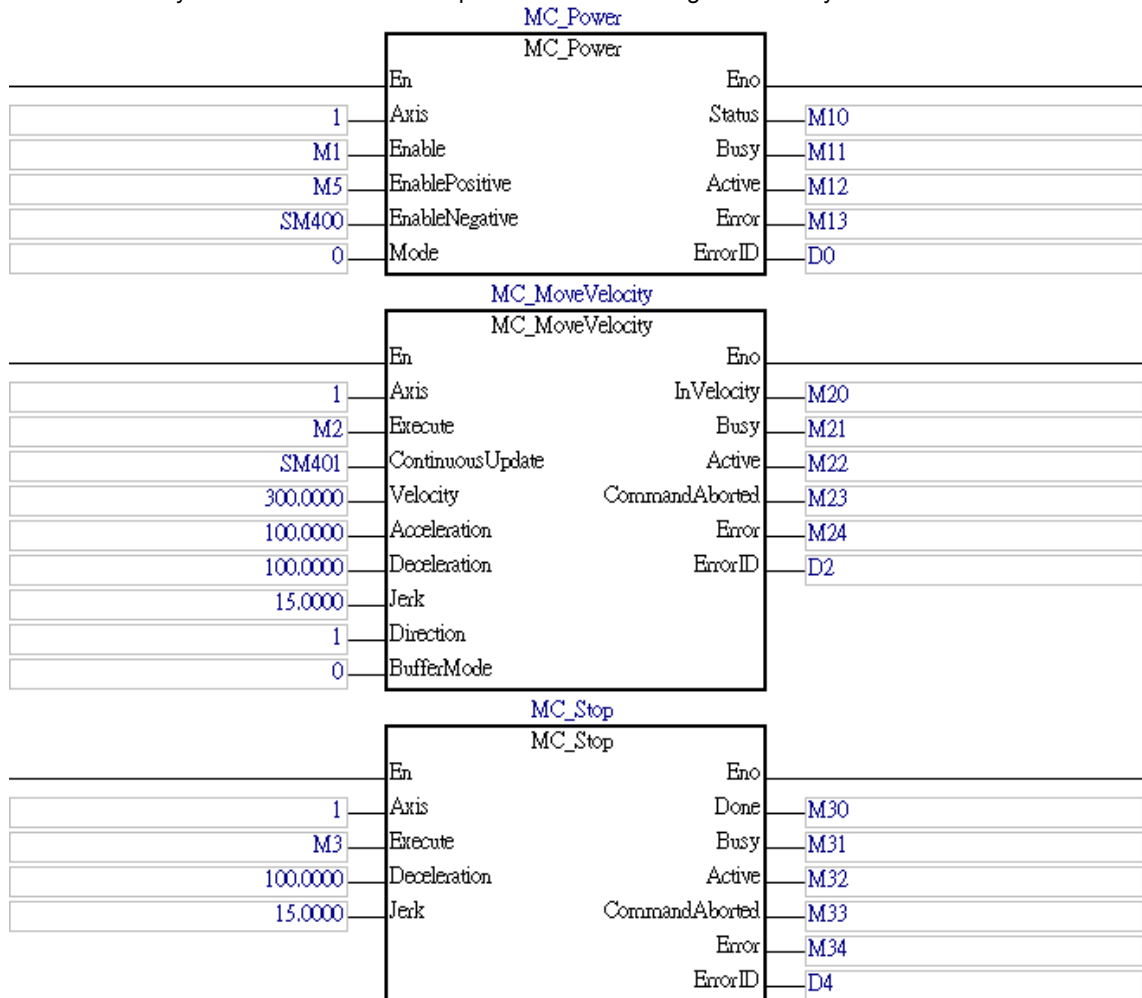 MC_Power
MC_Power
En Eno
1 Axis Status M10
M1 Enable Busy M11
M5 EnablePositive Active M12
SM400 EnableNegative Error M13
0 Mode ErrorID D0
MC_MoveVelocity
MC_MoveVelocity
En Eno
1 Axis InVelocity M20
M2 Execute Busy M21
SM401 ContinuousUpdate Active M22
300.0000 Velocity CommandAborted M23
100.0000 Acceleration Error M24
100.0000 Deceleration ErrorID D2
15.0000 Jerk
1 Direction
0 BufferMode
MC_Stop
MC_Stop
En Eno
1 Axis Done M30
M3 Execute Busy M31
100.0000 Deceleration Active M32
15.0000 Jerk CommandAborted M33
Error M34
ErrorID D4